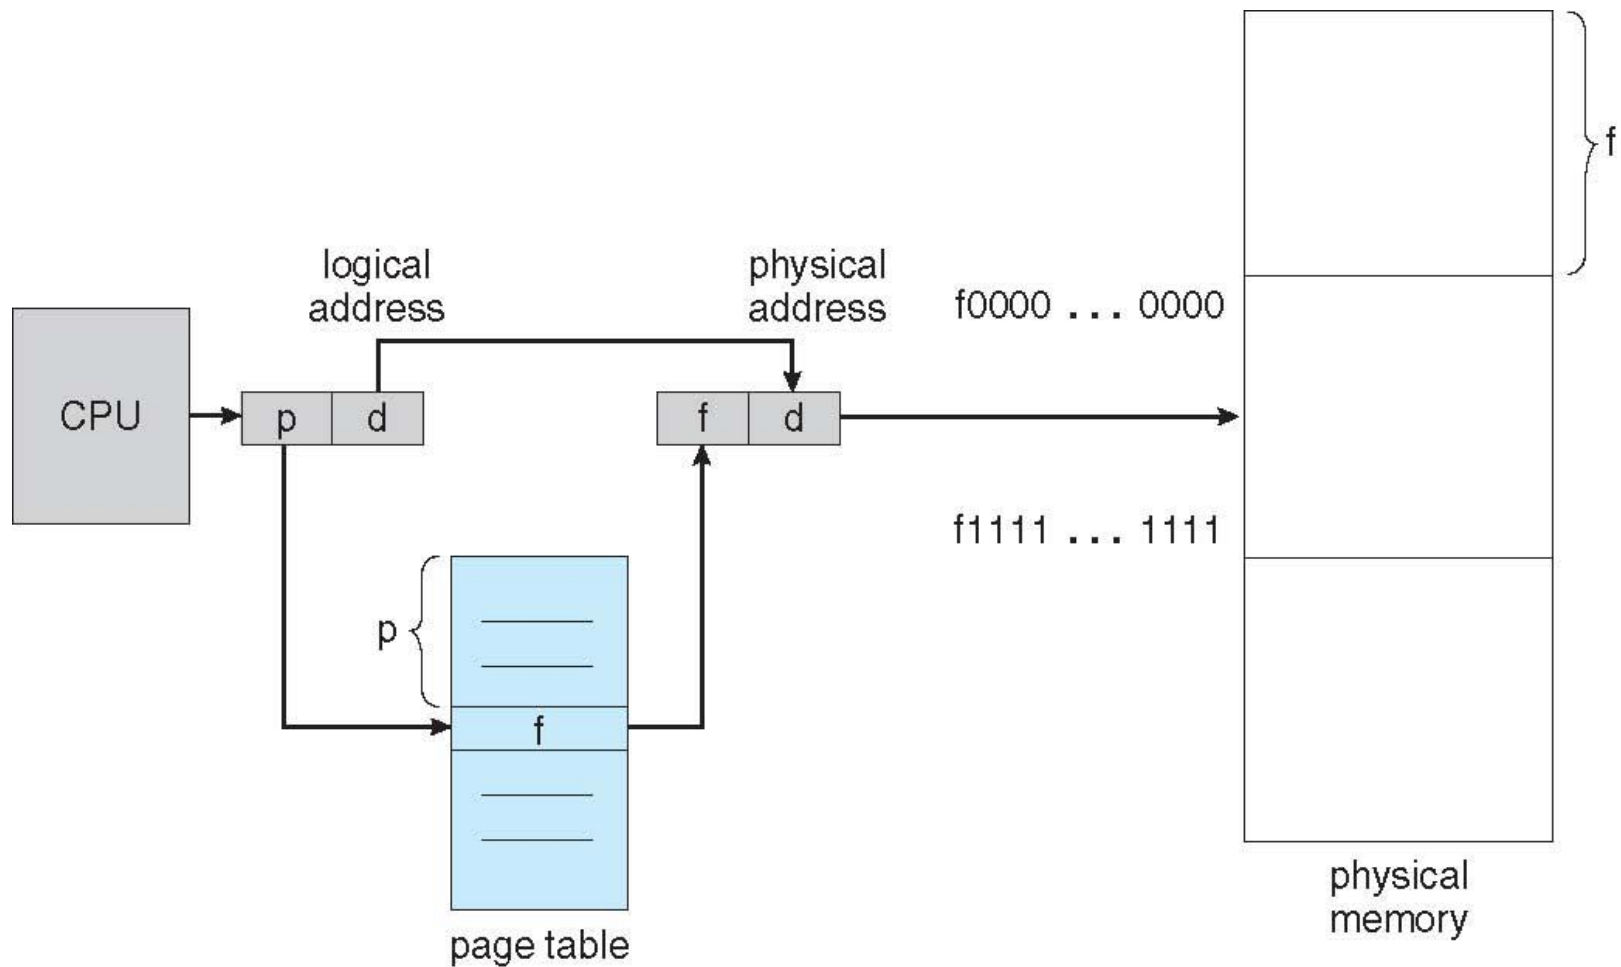 f
logical
address
physical
address
f0000 ... 0000
CPU
p
d
f
d
f1111 ... 1111
p
f
physical
memory
page table